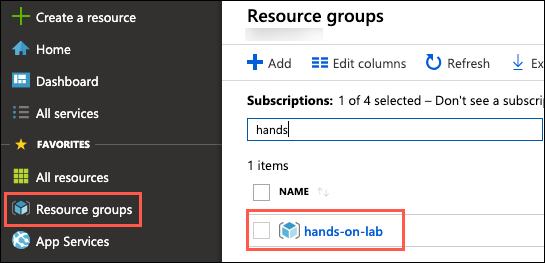 Create a resource
Home
Dashboard
All services
FAVORITES
All resources
Resource groups
App Services
Resource groups
Add Edit columns Refresh Ex
Subscriptions: 1 of 4 selected – Don't see a subscrip
hands
1 items
NAME
hands-on-lab